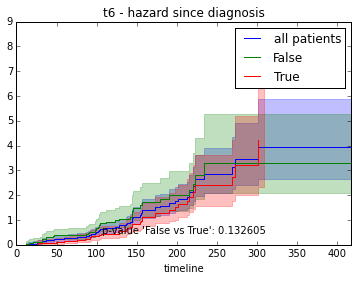 t6 - hazard since diagnosis
all patients
False
True
9
8
7
6
5
4
3
2
1
0
p-value 'False vs True': 0.132605
0 50 100 150 200 250 300 350 400
timeline